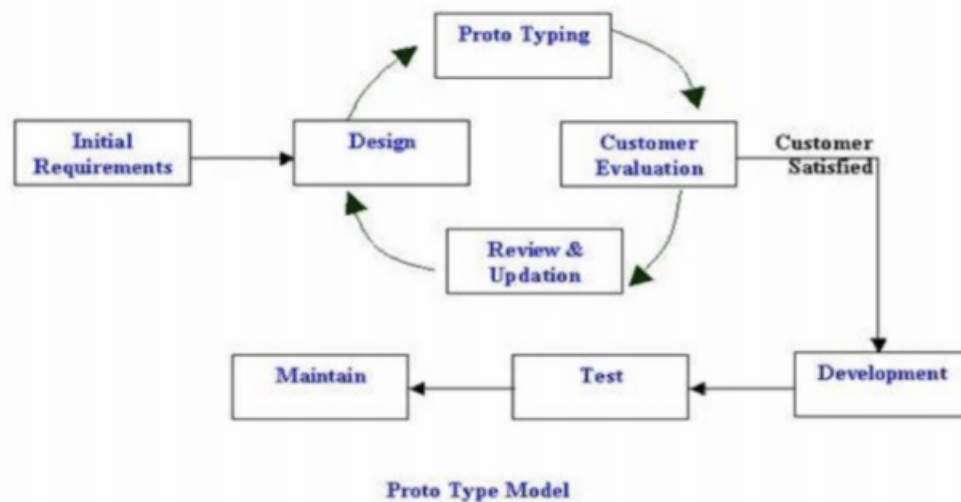 Proto Typing
Initial
Requirements
Design
Customer
Evaluation
Customer
Satisfied
Review &
Updation
Maintain
Test
Development
Proto Type Model